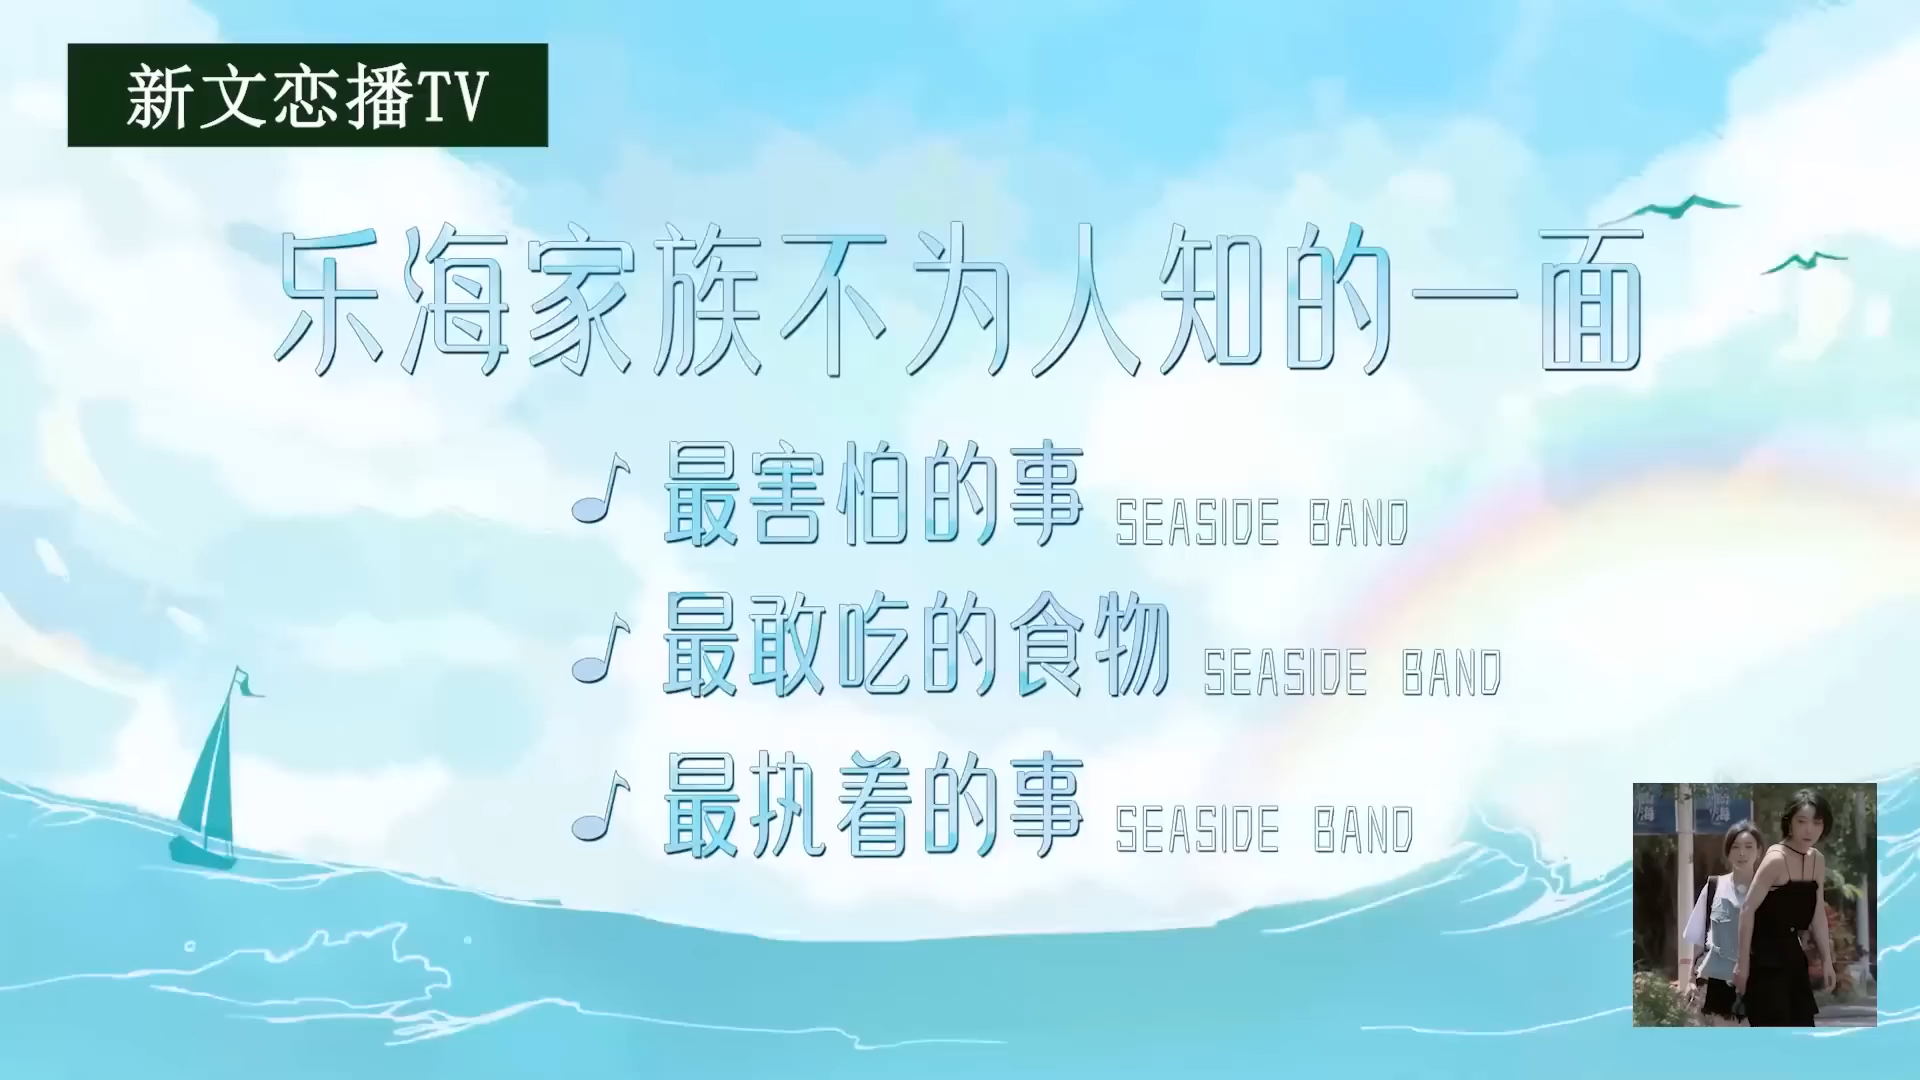 新文恋播TV
乐海家族不为人知的一面
最害怕的事 SEASIDE BAND
最敢吃的食物 SEASIDE BAND
最执着的事 SEASIDE BAND